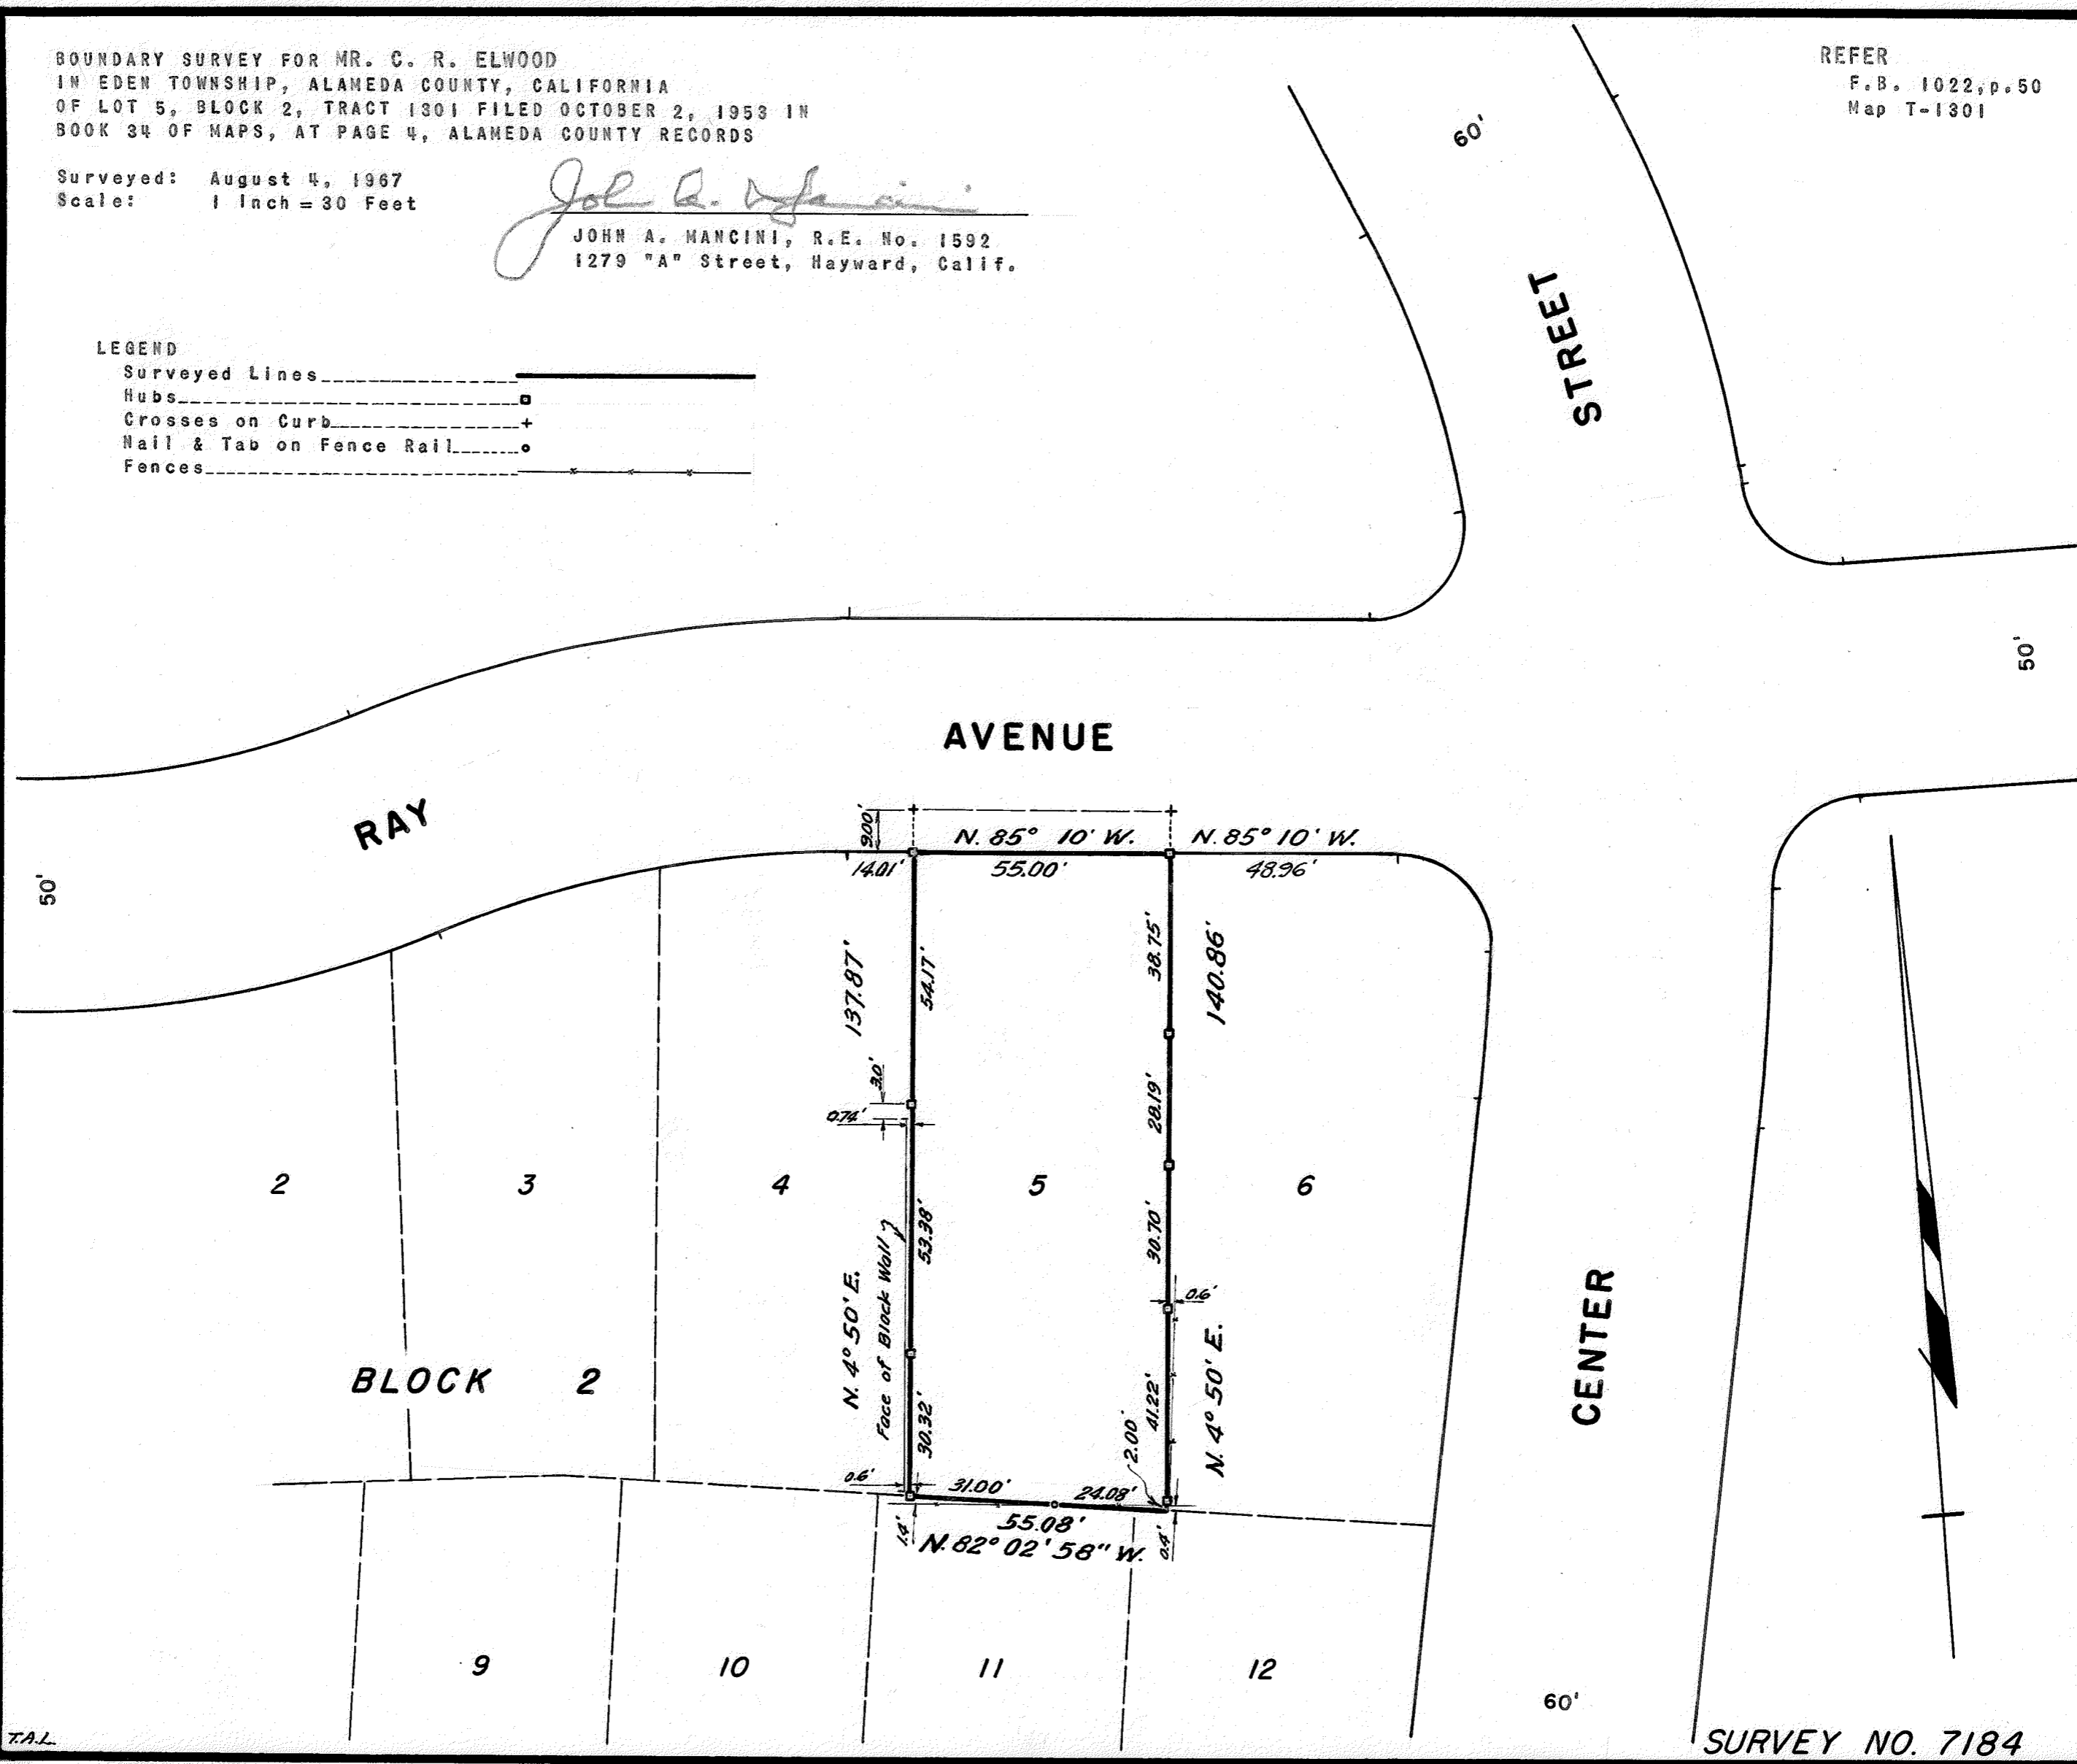 BOUNDARY SURVEY FOR MR. C. R. ELWOOD
IN EDEN TOWNSHIP, ALAMEDA COUNTY, CALIFORNIA
OF LOT 5, BLOCK 2, TRACT 1301 FILED OCTOBER 2, 1953 IN
BOOK 34 OF MAPS, AT PAGE 4, ALAMEDA COUNTY RECORDS
Surveyed: August 4, 1967
Scale: 1 Inch = 30 Feet
John A. Mancini
JOHN A. MANCINI, R.E. No. 1592
1279 "A" Street, Hayward, Calif.
REFER
F.B. 1022, p. 50
Map T-1301
LEGEND
Surveyed Lines
Hubs
Crosses on Curb
Nail & Tab on Fence Rail
Fences
60'
STREET
50'
AVENUE
RAY
50'
9.00'
N. 85° 10' W.
N. 85° 10' W.
14.01'
55.00'
48.96'
137.87'
54.17'
38.75'
140.86'
3.0'
0.74'
28.19'
2
3
4
5
6
53.38'
30.70'
0.6'
N. 4° 50' E.
Face of Block Wall
N. 4° 50' E.
CENTER
BLOCK 2
30.32'
41.22'
2.00'
0.6'
31.00'
24.08'
55.08'
1.4'
N. 82° 02' 58" W.
0.4'
9
10
11
12
60'
T.A.L.
SURVEY NO. 7184